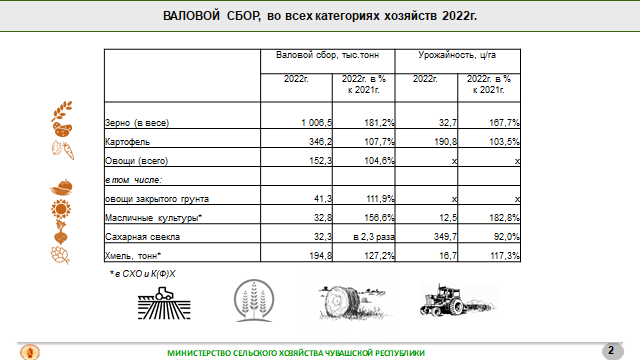 ВАЛОВОЙ СБОР, во всех категориях хозяйств 2022г.
Валовой сбор, тыс.тонн Урожайность, ц/га
2022г. 2022г. в % к 2021г. 2022г. 2022г. в % к 2021г.
Зерно (в весе) 1 006,5 181,2% 32,7 167,7%
Картофель 346,2 107,7% 190,8 103,5%
Овощи (всего) 152,3 104,6% х х
в том числе:
овощи закрытого грунта 41,3 111,9% х х
Масличные культуры* 32,8 156,6% 12,5 182,8%
Сахарная свекла 32,3 в 2,3 раза 349,7 92,0%
Хмель, тонн* 194,8 127,2% 16,7 117,3%
* в СХО и К(Ф)Х
МИНИСТЕРСТВО СЕЛЬСКОГО ХОЗЯЙСТВА ЧУВАШСКОЙ РЕСПУБЛИКИ
2